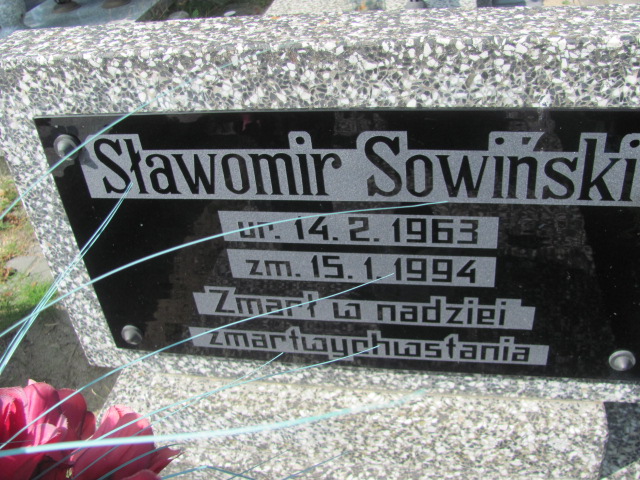 Sławomir Sowiński
ur. 14. 2. 1963
zm. 15. 1. 1994
Zmarł w nadziei
zmartwychwstania